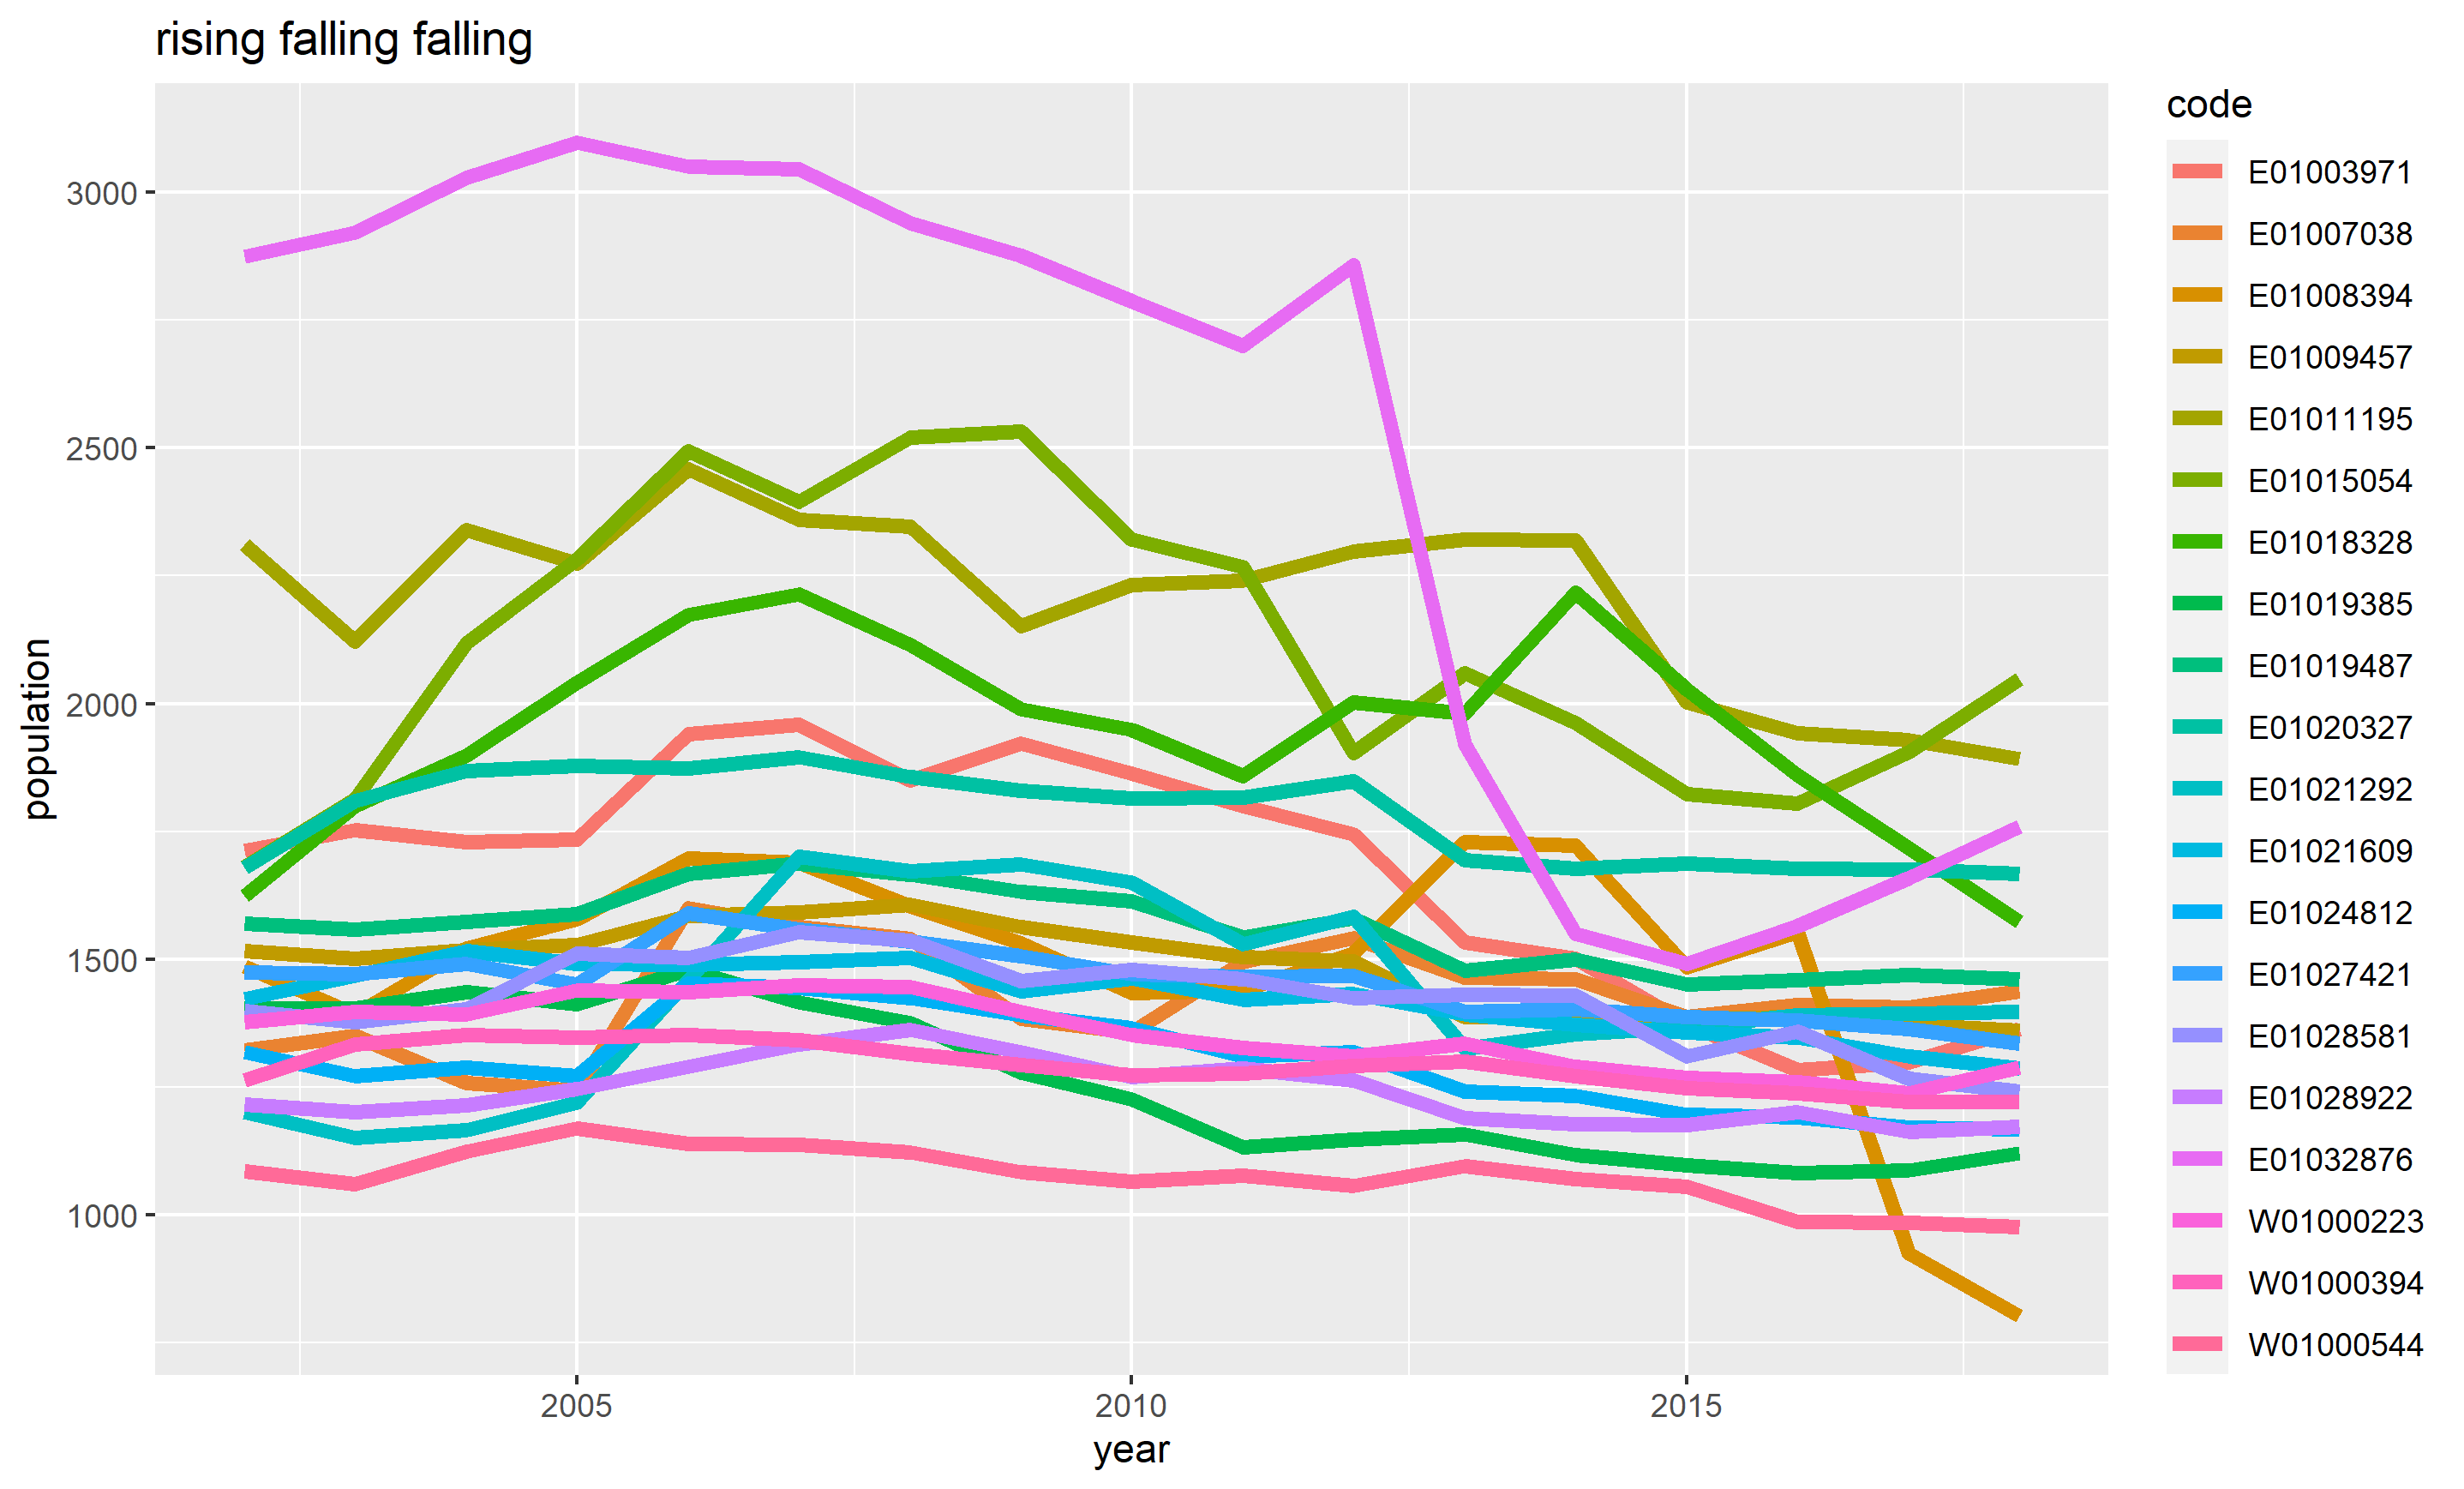 rising falling falling
population
3000
2500
2000
1500
1000
2005
2010
2015
year
code
E01003971
E01007038
E01008394
E01009457
E01011195
E01015054
E01018328
E01019385
E01019487
E01020327
E01021292
E01021609
E01024812
E01027421
E01028581
E01028922
E01032876
W01000223
W01000394
W01000544